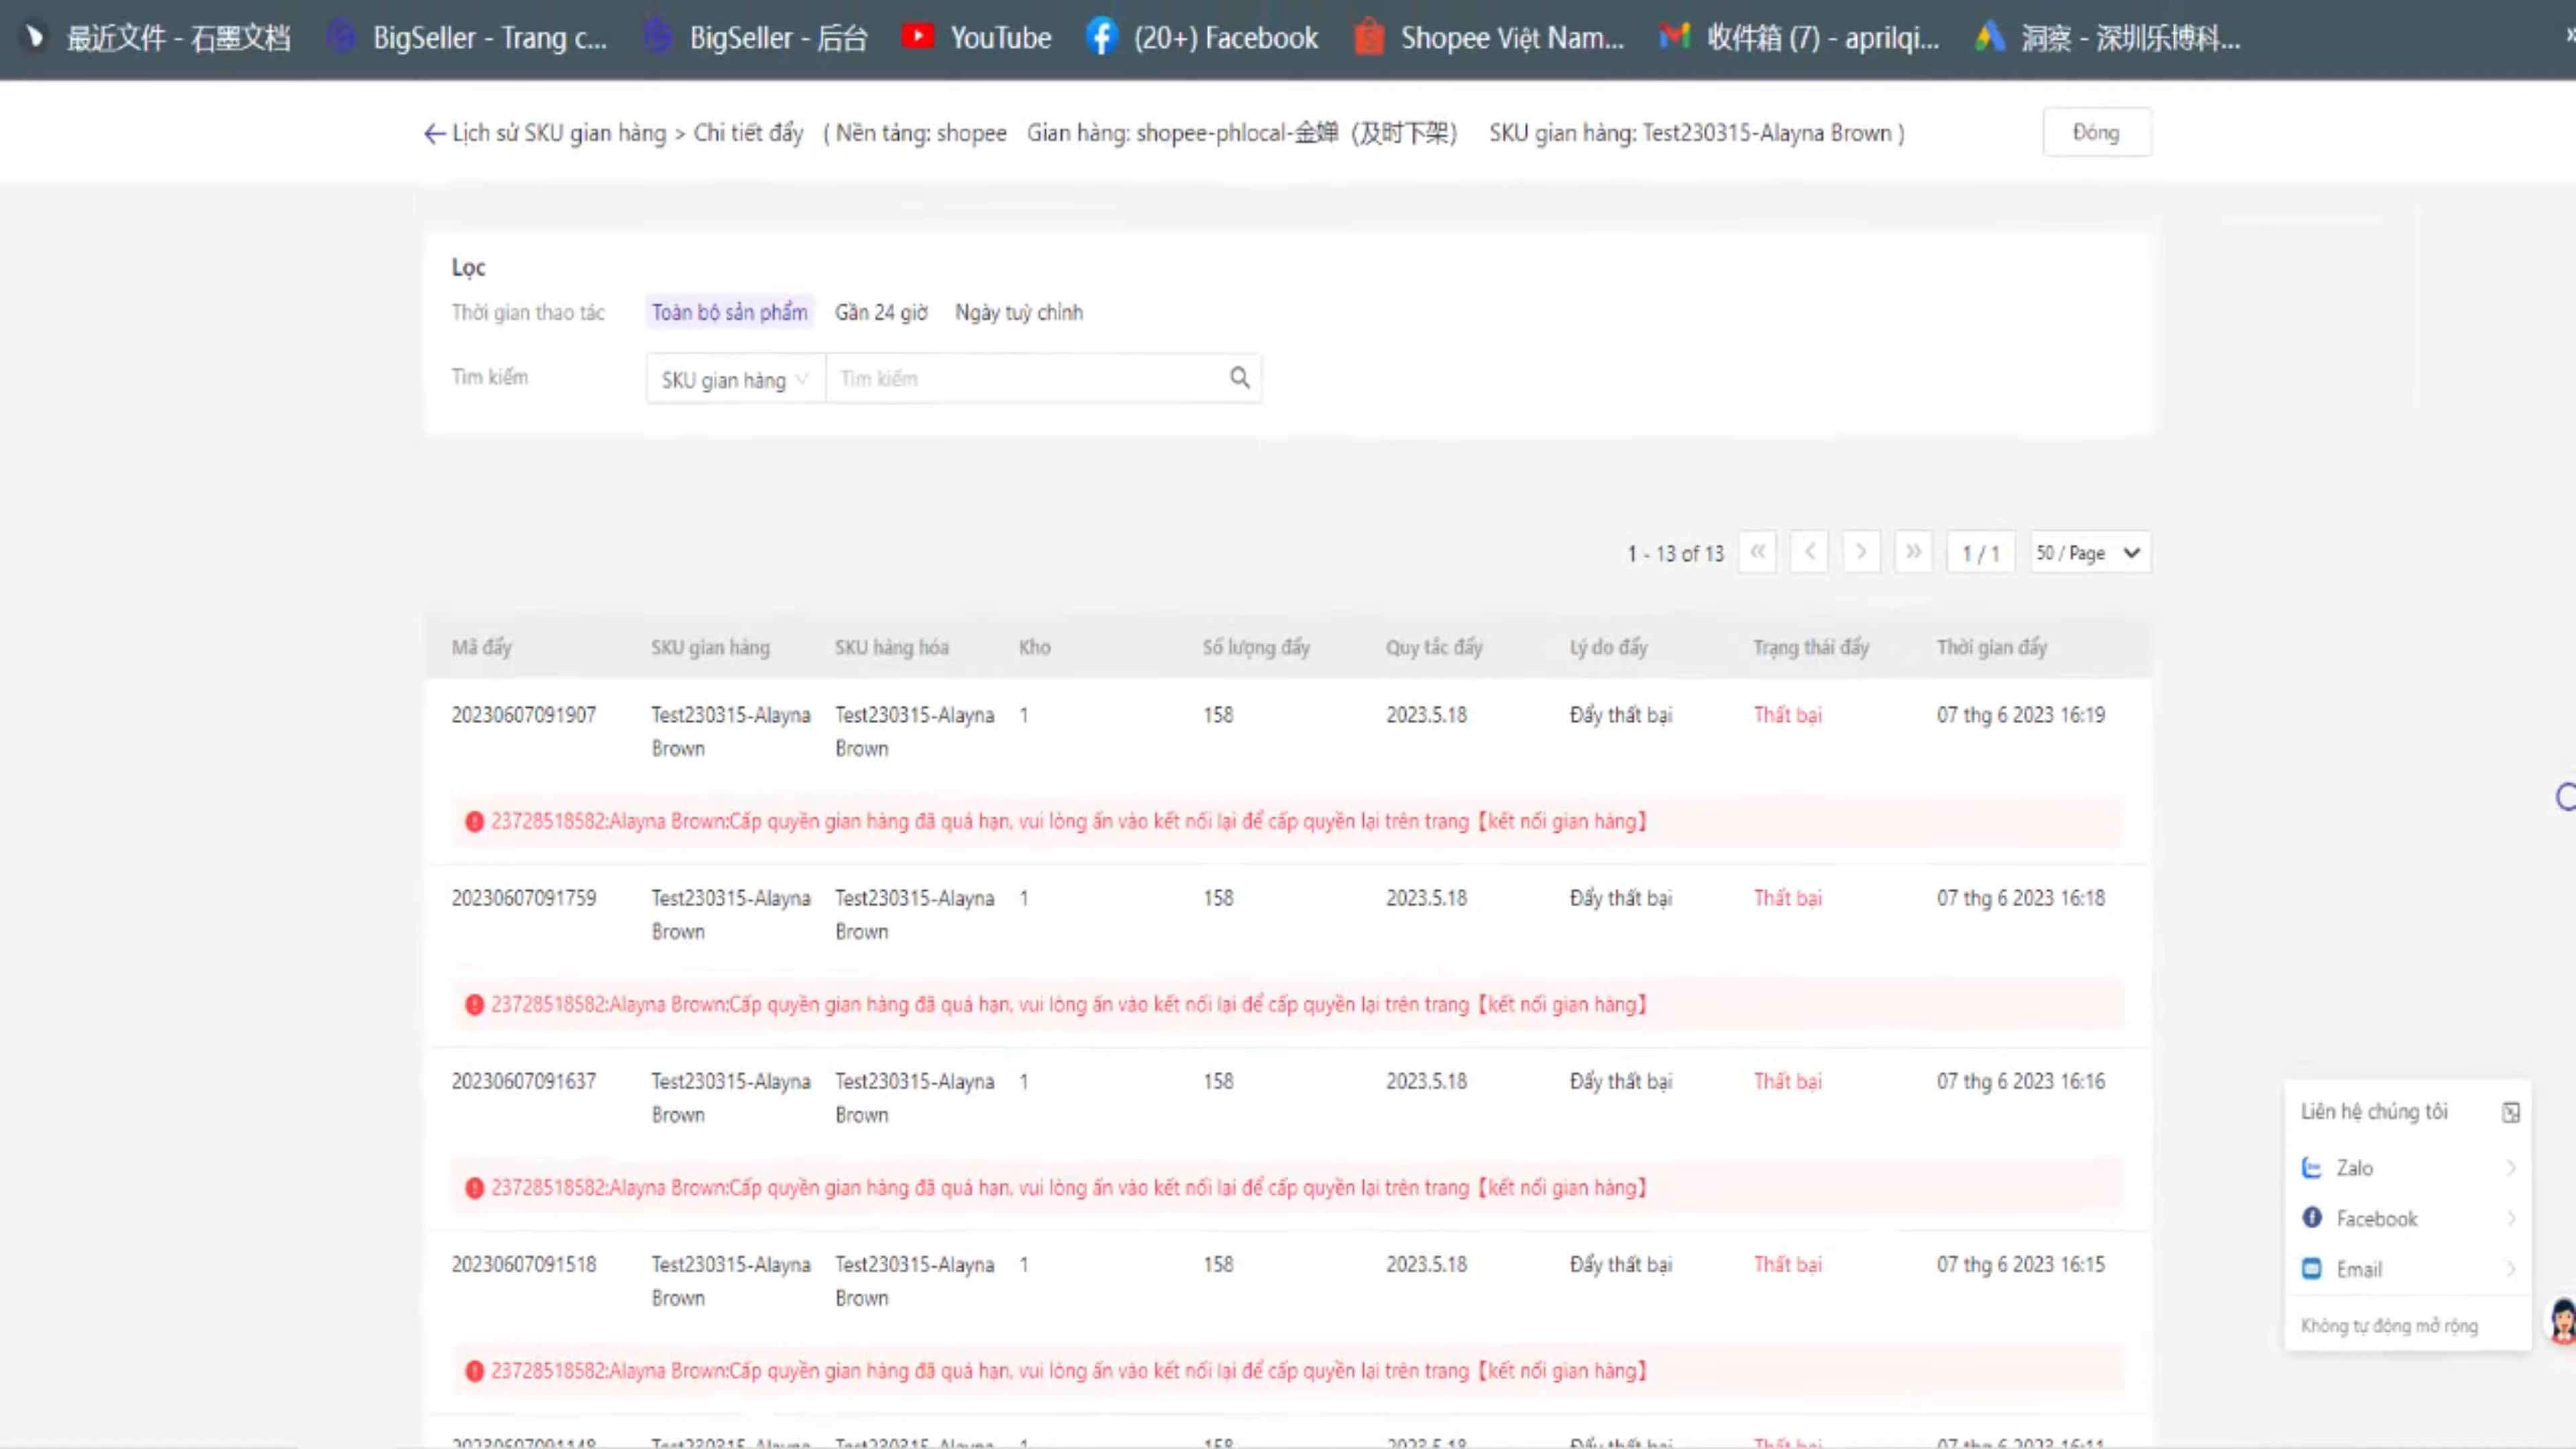 最近文件 - 石墨文档 BigSeller - Trang c... BigSeller - 后台 YouTube (20+) Facebook Shopee Việt Nam... 收件箱 (7) - aprilqi... 洞察 - 深圳乐博科...
Lịch sử SKU gian hàng > Chi tiết đẩy ( Nền tảng: shopee Gian hàng: shopee-phlocal-金婵（及时下架） SKU gian hàng: Test230315-Alayna Brown ) Đóng
Lọc
Thời gian thao tác Toàn bộ sản phẩm Gần 24 giờ Ngày tuỳ chỉnh
Tìm kiếm SKU gian hàng Tìm kiếm
1 - 13 of 13 « < > » 1 / 1 50 / Page
Mã đẩy SKU gian hàng SKU hàng hóa Kho Số lượng đẩy Quy tắc đẩy Lý do đẩy Trạng thái đẩy Thời gian đẩy
20230607091907 Test230315-Alayna Test230315-Alayna 1 158 2023.5.18 Đẩy thất bại Thất bại 07 thg 6 2023 16:19
Brown Brown
23728518582:Alayna Brown:Cấp quyền gian hàng đã quá hạn, vui lòng ấn vào kết nối lại để cấp quyền lại trên trang【kết nối gian hàng】
20230607091759 Test230315-Alayna Test230315-Alayna 1 158 2023.5.18 Đẩy thất bại Thất bại 07 thg 6 2023 16:18
Brown Brown
23728518582:Alayna Brown:Cấp quyền gian hàng đã quá hạn, vui lòng ấn vào kết nối lại để cấp quyền lại trên trang【kết nối gian hàng】
20230607091637 Test230315-Alayna Test230315-Alayna 1 158 2023.5.18 Đẩy thất bại Thất bại 07 thg 6 2023 16:16
Brown Brown
23728518582:Alayna Brown:Cấp quyền gian hàng đã quá hạn, vui lòng ấn vào kết nối lại để cấp quyền lại trên trang【kết nối gian hàng】
20230607091518 Test230315-Alayna Test230315-Alayna 1 158 2023.5.18 Đẩy thất bại Thất bại 07 thg 6 2023 16:15
Brown Brown
23728518582:Alayna Brown:Cấp quyền gian hàng đã quá hạn, vui lòng ấn vào kết nối lại để cấp quyền lại trên trang【kết nối gian hàng】
Liên hệ chúng tôi
Zalo
Facebook
Email
Không tự động mở rộng